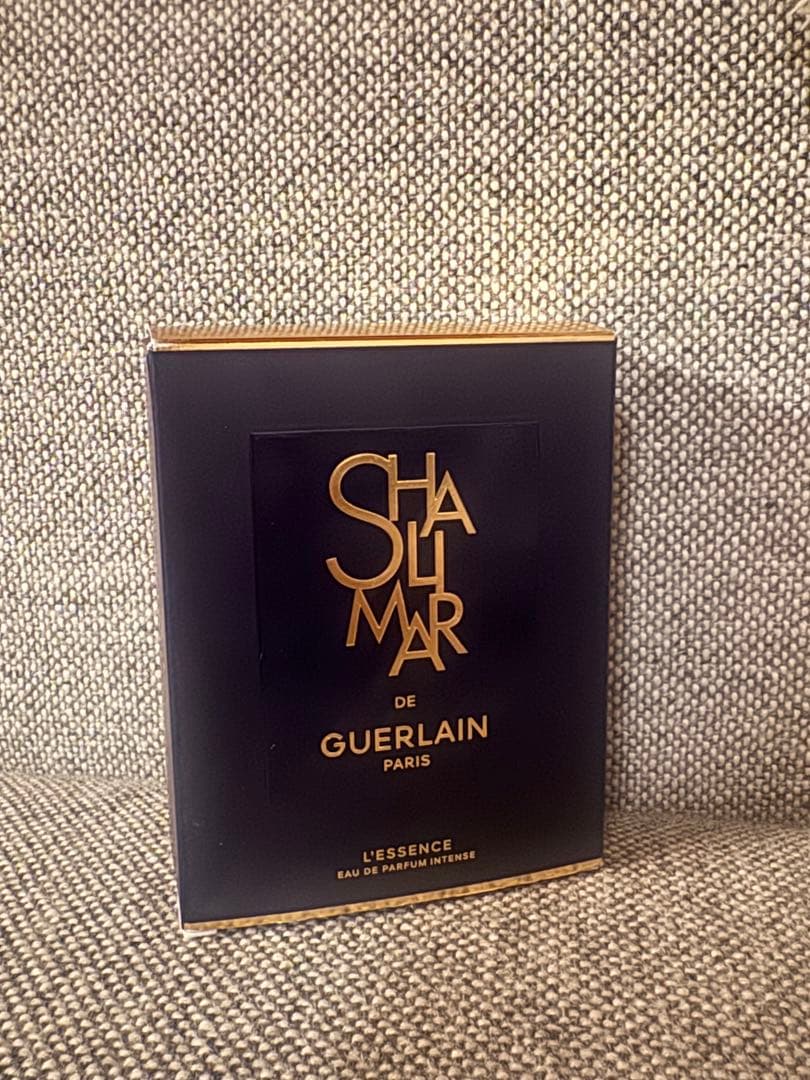 SHALIMAR
DE
GUERLAIN
PARIS
L'ESSENCE
EAU DE PARFUM INTENSE